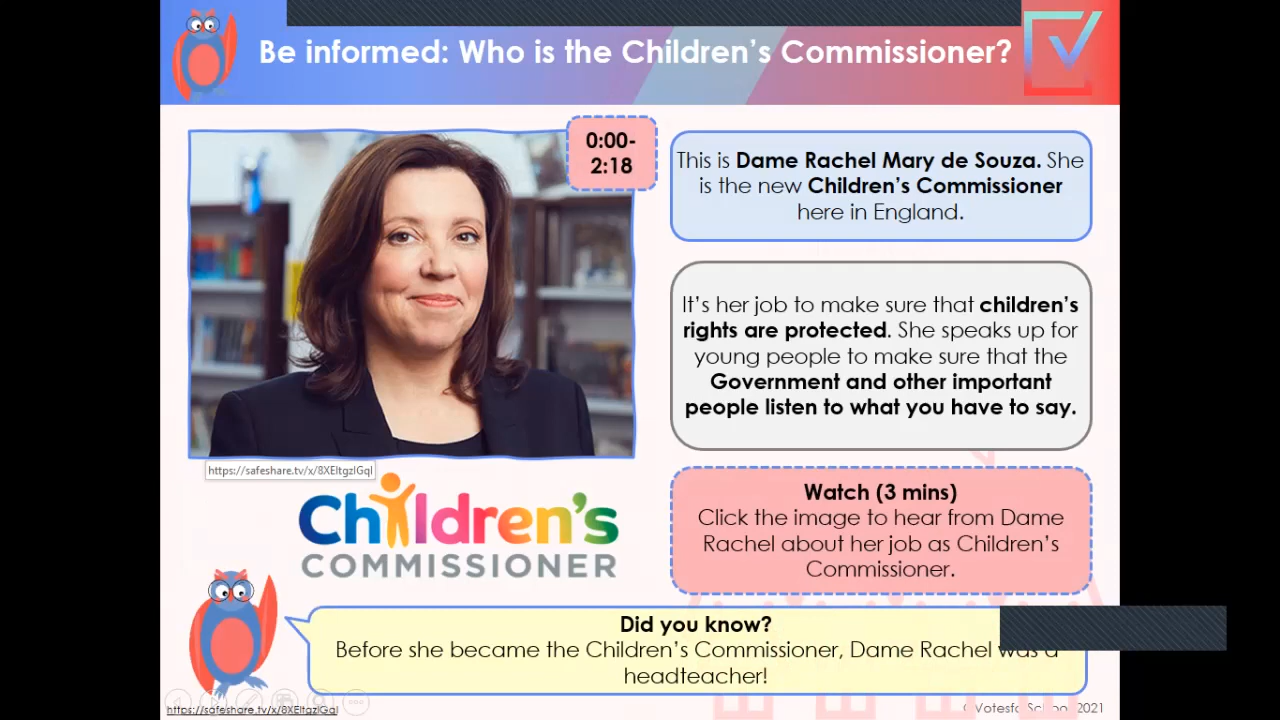 Be informed: Who is the Children's Commissioner?
0:00-
2:18
This is Dame Rachel Mary de Souza. She
is the new Children's Commissioner
here in England.
It's her job to make sure that children's
rights are protected. She speaks up for
young people to make sure that the
Government and other important
people listen to what you have to say.
https://safeshare.tv/x/8XEltgzlGql
Children's
COMMISSIONER
Watch (3 mins)
Click the image to hear from Dame
Rachel about her job as Children's
Commissioner.
Did you know?
Before she became the Children's Commissioner, Dame Rachel was a
headteacher!
https://safeshare.tv/x/8XEltgzlGql
2021